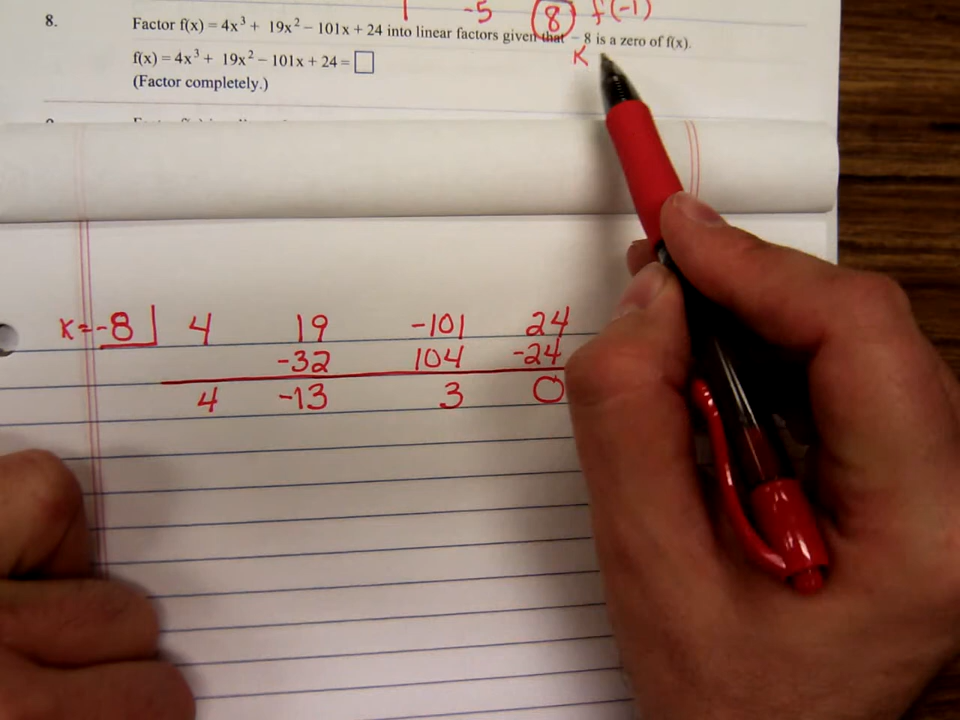 1 -5 8 f(-1)
8. Factor f(x) = 4x³ + 19x² − 101x + 24 into linear factors given that − 8 is a zero of f(x).
K
f(x) = 4x³ + 19x² − 101x + 24 =
(Factor completely.)
K=-8 4 19 -101 24
-32 104 -24
4 -13 3 0